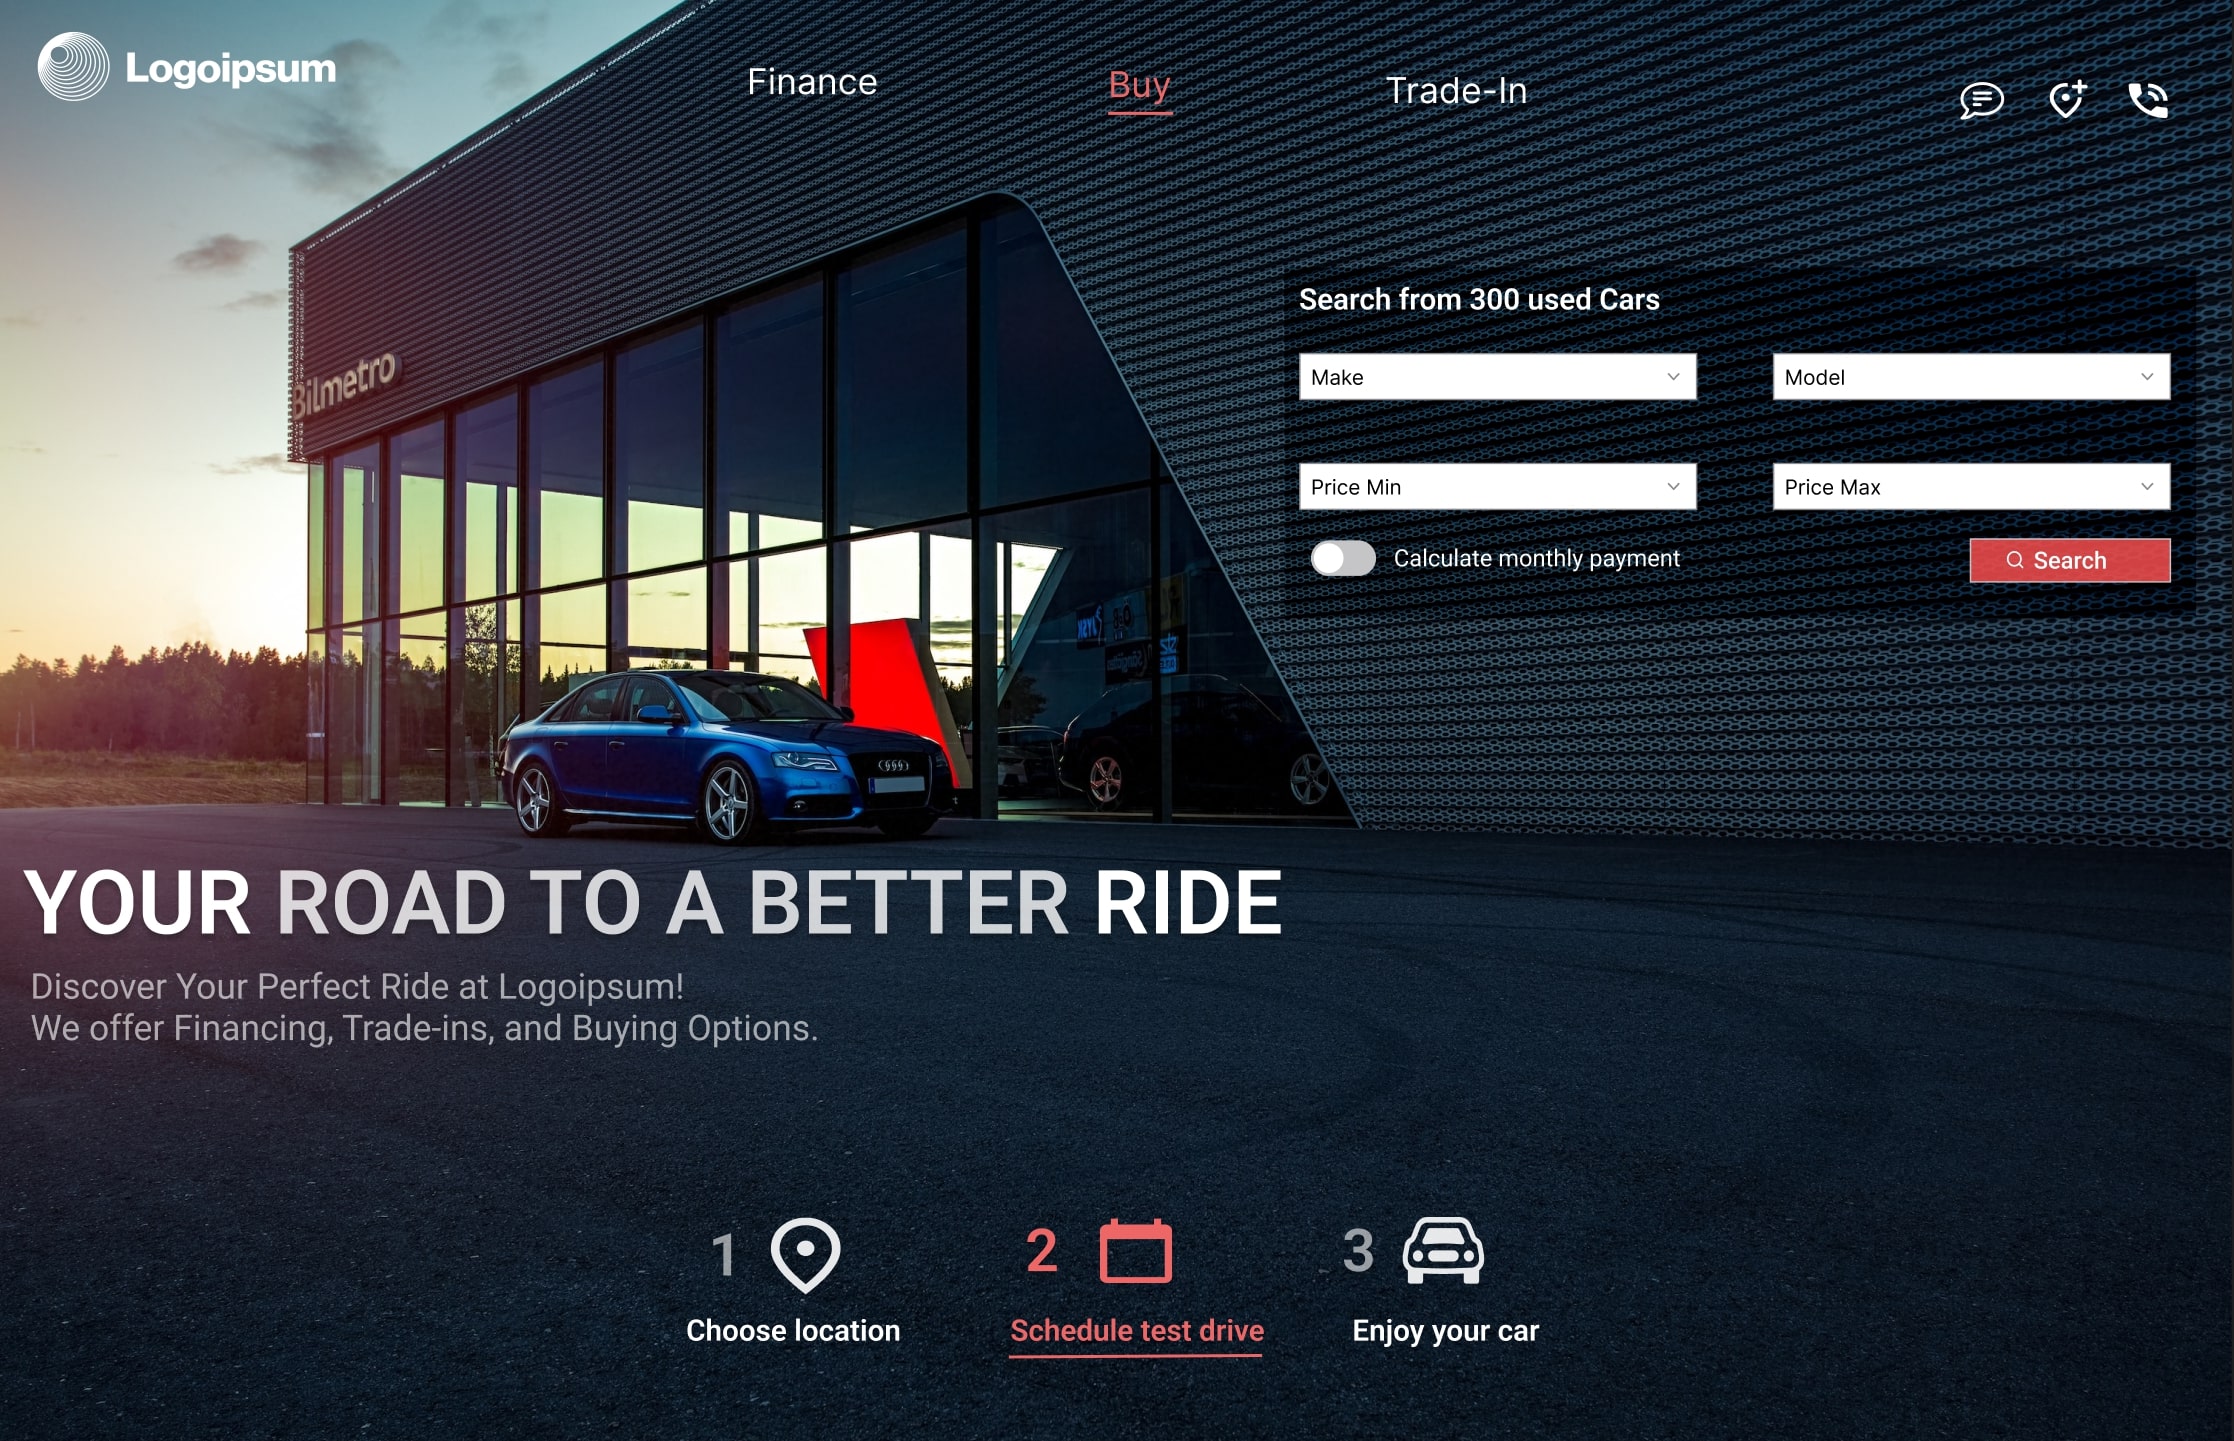 Logoipsum
Finance
Buy
Trade-In
Bilmetro
Search from 300 used Cars
Make
Model
Price Min
Price Max
Calculate monthly payment
Search
YOUR ROAD TO A BETTER RIDE
Discover Your Perfect Ride at Logoipsum!
We offer Financing, Trade-ins, and Buying Options.
1
2
3
Choose location
Schedule test drive
Enjoy your car